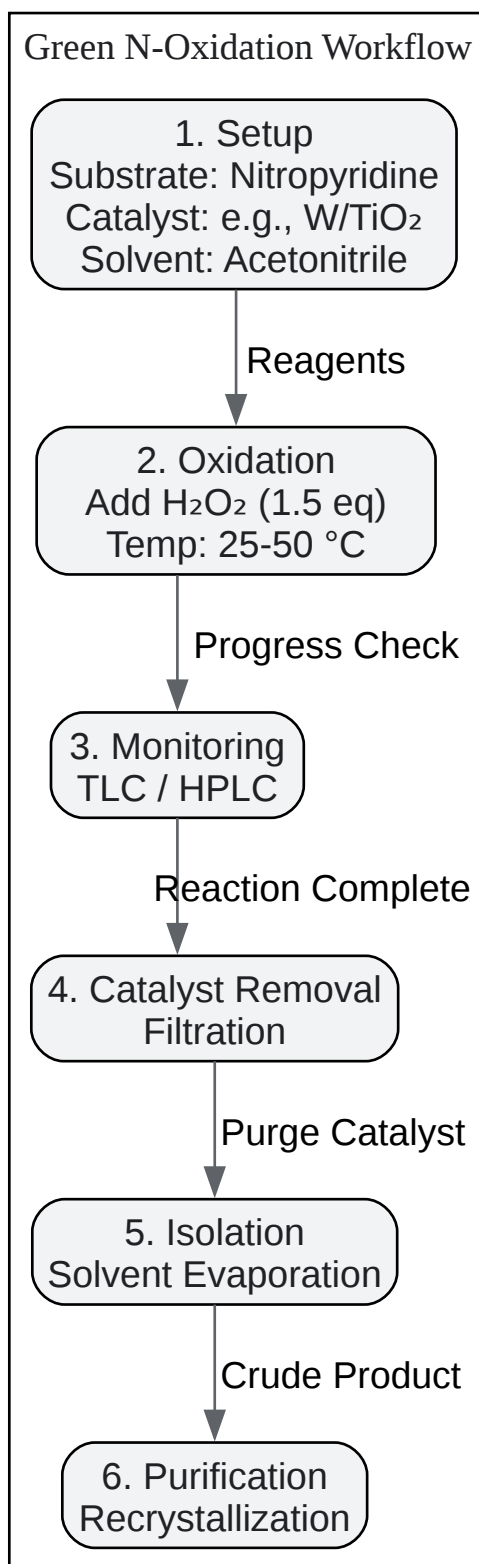 Green N-Oxidation Workflow
1. Setup
Substrate: Nitropyridine
Catalyst: e.g., W/TiO₂
Solvent: Acetonitrile
Reagents
2. Oxidation
Add H₂O₂ (1.5 eq)
Temp: 25-50 °C
Progress Check
3. Monitoring
TLC / HPLC
Reaction Complete
4. Catalyst Removal
Filtration
Purge Catalyst
5. Isolation
Solvent Evaporation
Crude Product
6. Purification
Recrystallization